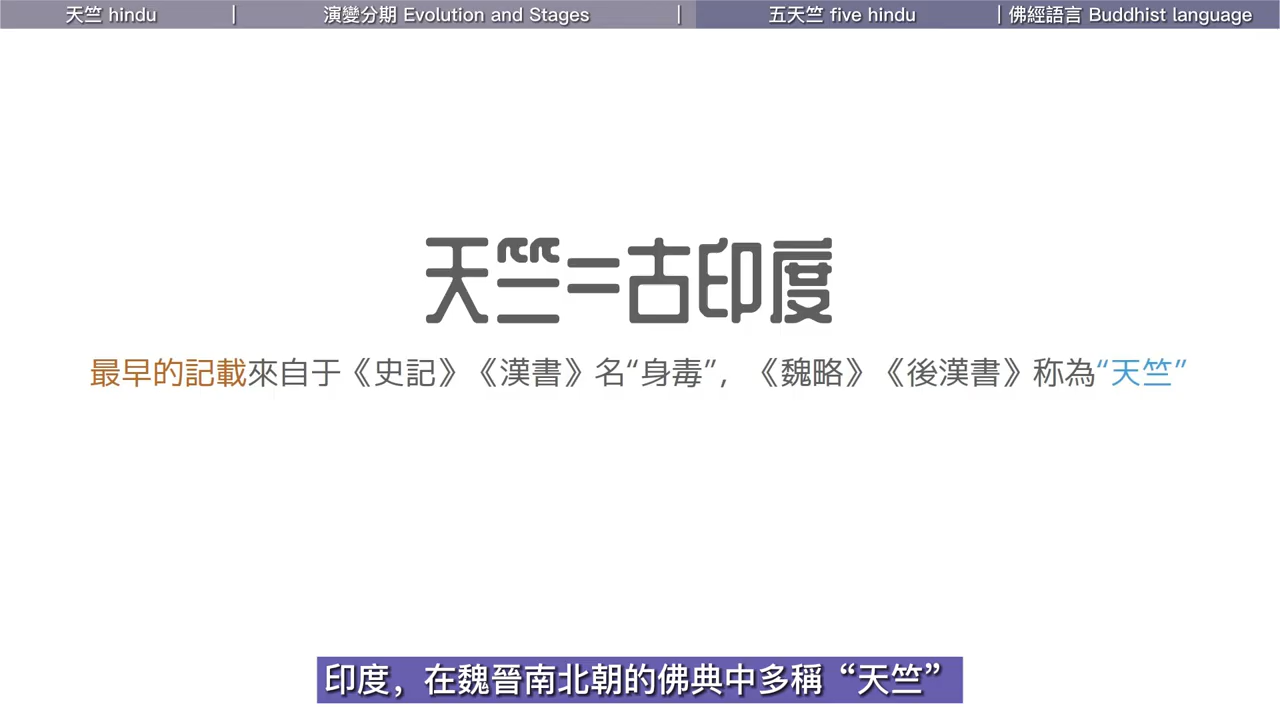 天竺 hindu | 演變分期 Evolution and Stages | 五天竺 five hindu | 佛經語言 Buddhist language
天竺=古印度
最早的記載來自于《史記》《漢書》名“身毒”，《魏略》《後漢書》称為“天竺”
印度，在魏晉南北朝的佛典中多稱“天竺”